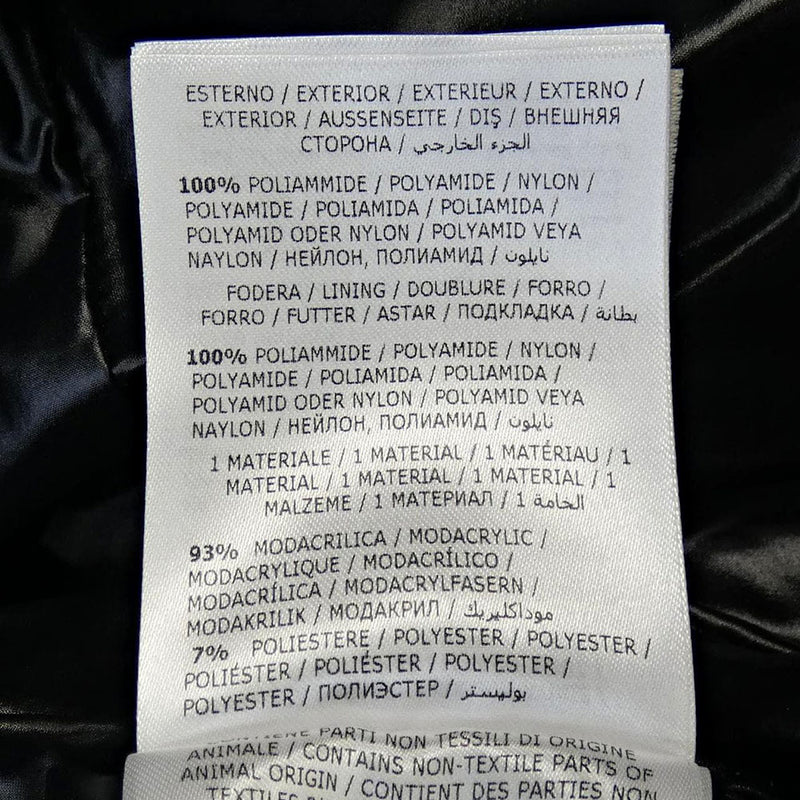 ESTERNO / EXTERIOR / EXTERIEUR / EXTERNO /
EXTERIOR / AUSSENSEITE / DIŞ / ВНЕШНЯЯ
СТОРОНА / الجزء الخارجي
100% POLIAMMIDE / POLYAMIDE / NYLON /
POLYAMIDE / POLIAMIDA / POLIAMIDA /
POLYAMID ODER NYLON / POLYAMID VEYA
NAYLON / НЕЙЛОН, ПОЛИАМИД / نايلون
FODERA / LINING / DOUBLURE / FORRO /
FORRO / FUTTER / ASTAR / ПОДКЛАДКА / بطانة
100% POLIAMMIDE / POLYAMIDE / NYLON /
POLYAMIDE / POLIAMIDA / POLIAMIDA /
POLYAMID ODER NYLON / POLYAMID VEYA
NAYLON / НЕЙЛОН, ПОЛИАМИД / نايلون
1 MATERIALE / 1 MATERIAL / 1 MATÉRIAU / 1
MATERIAL / 1 MATERIAL / 1 MATERIAL / 1
MALZEME / 1 МАТЕРИАЛ / 1 الخامة
93% MODACRILICA / MODACRYLIC /
MODACRYLIQUE / MODACRÍLICO /
MODACRÍLICA / MODACRYLFASERN /
MODAKRILIK / МОДАКРИЛ / موداكليريك
7% POLIESTERE / POLYESTER / POLYESTER /
POLIÉSTER / POLIÉSTER / POLYESTER /
POLYESTER / ПОЛИЭСТЕР / بوليستر
PARTI NON TESSILI DI ORIGINE
ANIMALE / CONTAINS NON-TEXTILE PARTS OF
ANIMAL ORIGIN / CONTIENT DES PARTIES NON